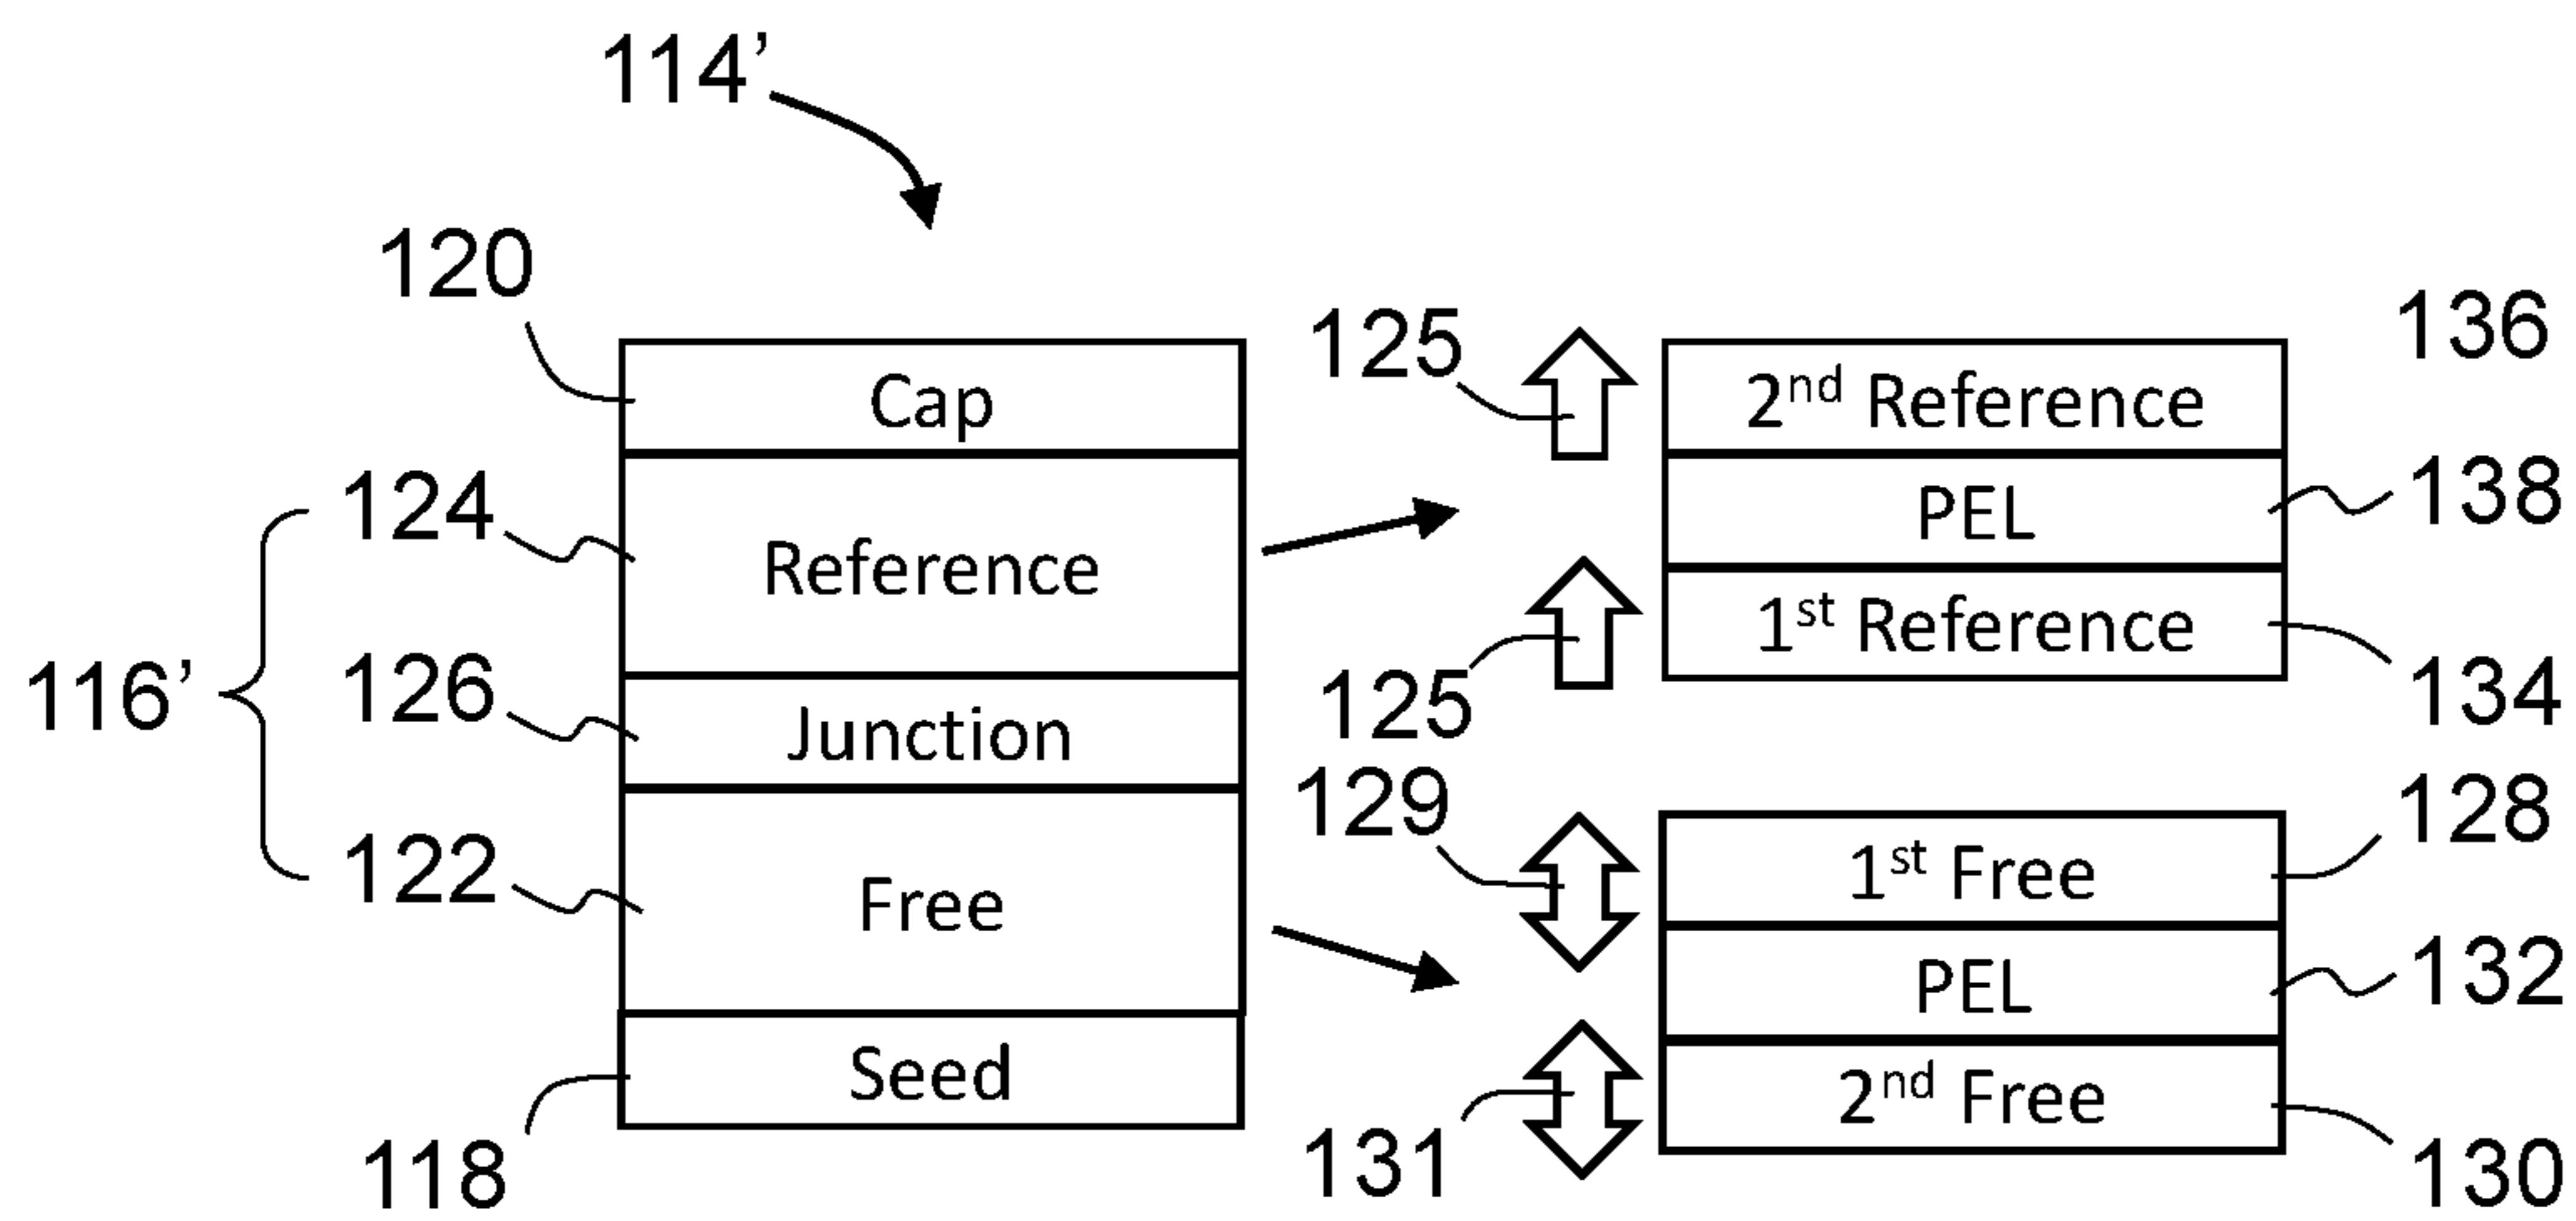 114’
120
Cap
124
Reference
126
Junction
116’
122
Free
Seed
118
125
2nd Reference
136
PEL
138
125
1st Reference
134
129
1st Free
128
PEL
132
131
2nd Free
130